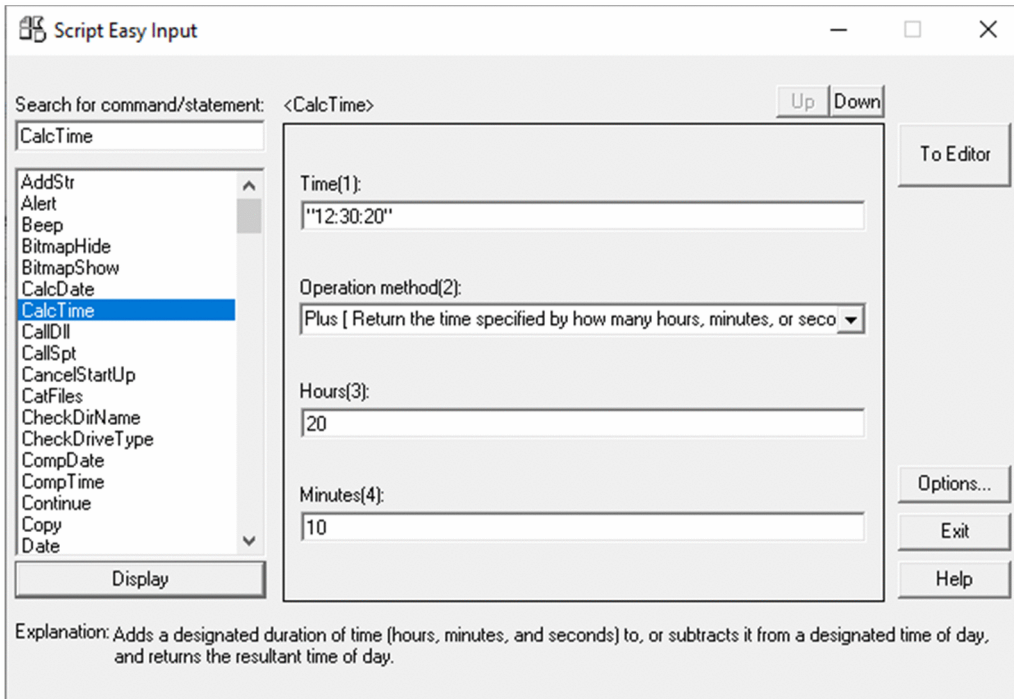 Script Easy Input
Search for command/statement:
<CalcTime>
Up
Down
CalcTime
To Editor
AddStr
Alert
Beep
BitmapHide
BitmapShow
CalcDate
CalcTime
CallDll
CallSpt
CancelStartUp
CatFiles
CheckDirName
CheckDriveType
CompDate
CompTime
Continue
Copy
Date
Display
Time(1):
"12:30:20"
Operation method(2):
Plus [ Return the time specified by how many hours, minutes, or seco
Hours(3):
20
Minutes(4):
10
Options...
Exit
Help
Explanation: Adds a designated duration of time (hours, minutes, and seconds) to, or subtracts it from a designated time of day,
and returns the resultant time of day.